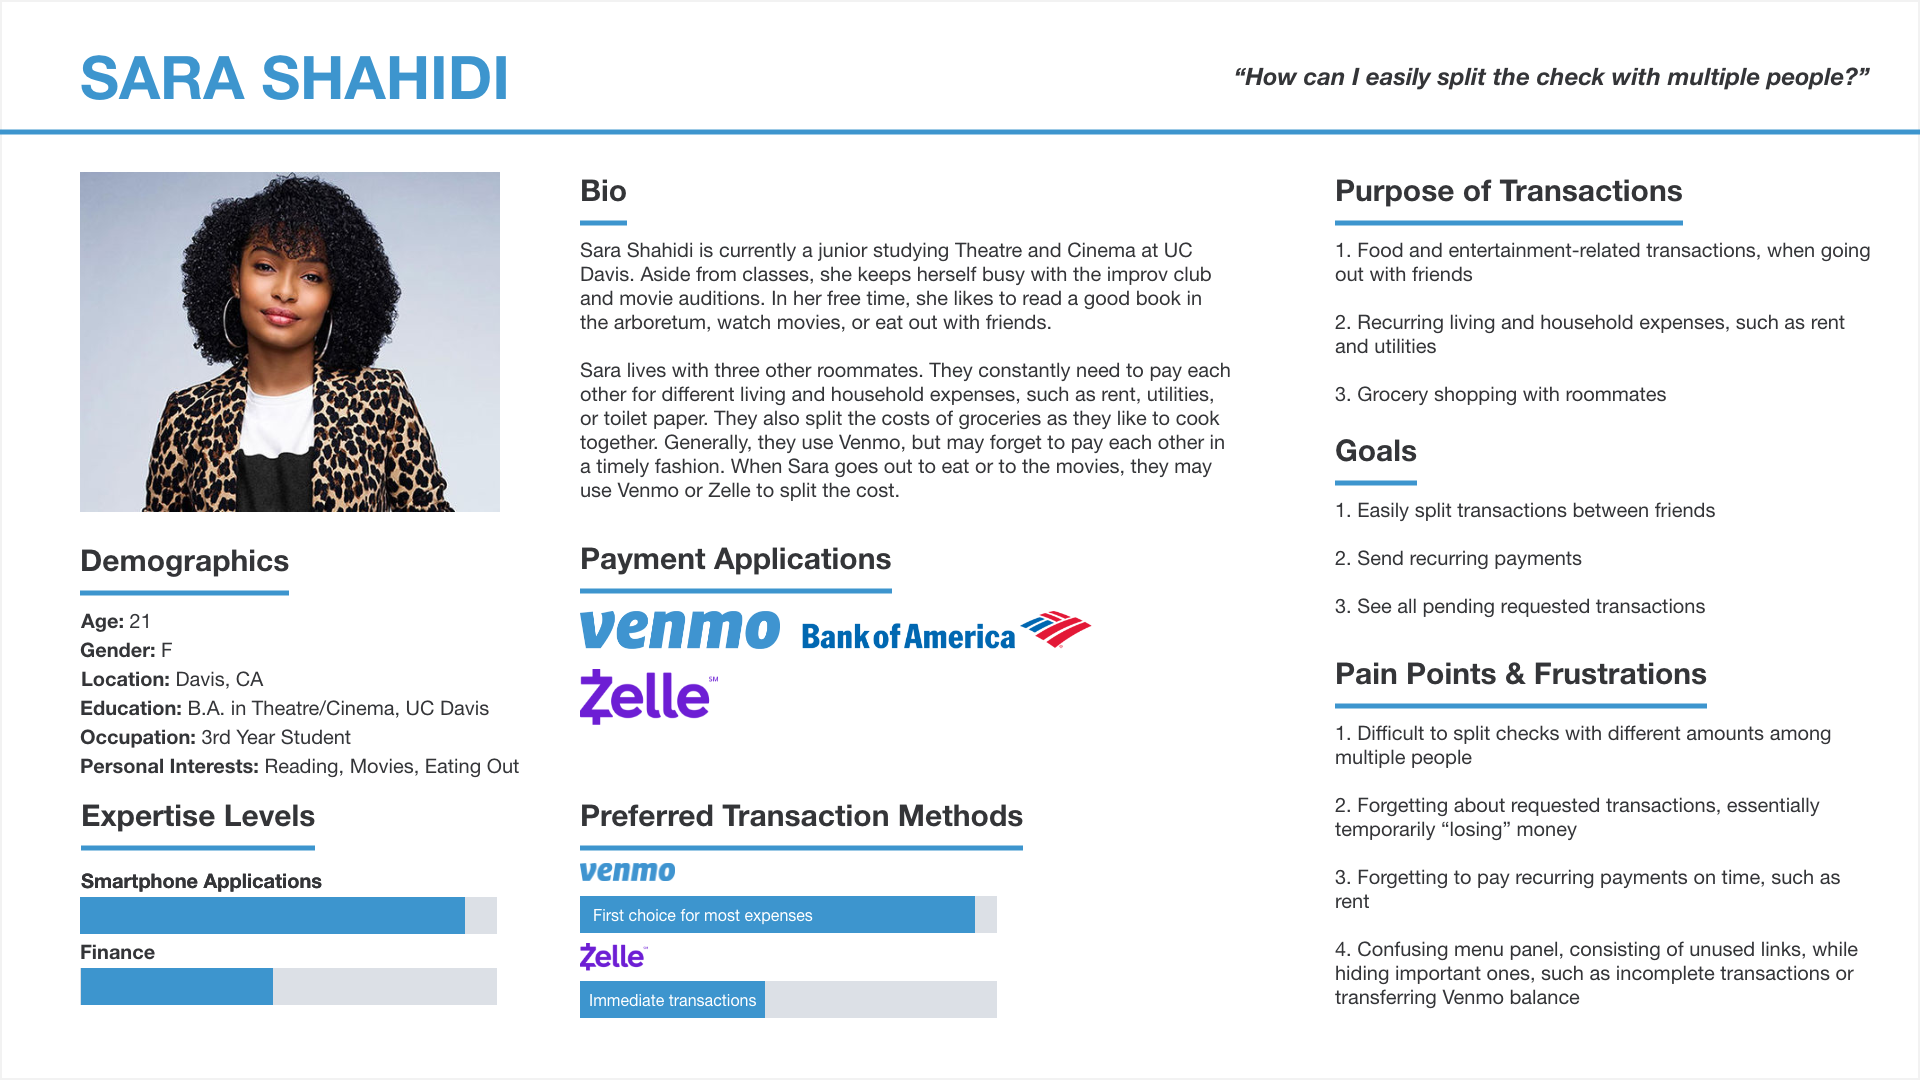 SARA SHAHIDI
“How can I easily split the check with multiple people?”
Demographics
Age: 21
Gender: F
Location: Davis, CA
Education: B.A. in Theatre/Cinema, UC Davis
Occupation: 3rd Year Student
Personal Interests: Reading, Movies, Eating Out
Expertise Levels
Smartphone Applications
Finance
Bio
Sara Shahidi is currently a junior studying Theatre and Cinema at UC
Davis. Aside from classes, she keeps herself busy with the improv club
and movie auditions. In her free time, she likes to read a good book in
the arboretum, watch movies, or eat out with friends.
Sara lives with three other roommates. They constantly need to pay each
other for different living and household expenses, such as rent, utilities,
or toilet paper. They also split the costs of groceries as they like to cook
together. Generally, they use Venmo, but may forget to pay each other in
a timely fashion. When Sara goes out to eat or to the movies, they may
use Venmo or Zelle to split the cost.
Payment Applications
venmo
Bank of America
Zelle℠
Preferred Transaction Methods
venmo
First choice for most expenses
Zelle
Immediate transactions
Purpose of Transactions
1. Food and entertainment-related transactions, when going
out with friends
2. Recurring living and household expenses, such as rent
and utilities
3. Grocery shopping with roommates
Goals
1. Easily split transactions between friends
2. Send recurring payments
3. See all pending requested transactions
Pain Points & Frustrations
1. Difficult to split checks with different amounts among
multiple people
2. Forgetting about requested transactions, essentially
temporarily “losing” money
3. Forgetting to pay recurring payments on time, such as
rent
4. Confusing menu panel, consisting of unused links, while
hiding important ones, such as incomplete transactions or
transferring Venmo balance